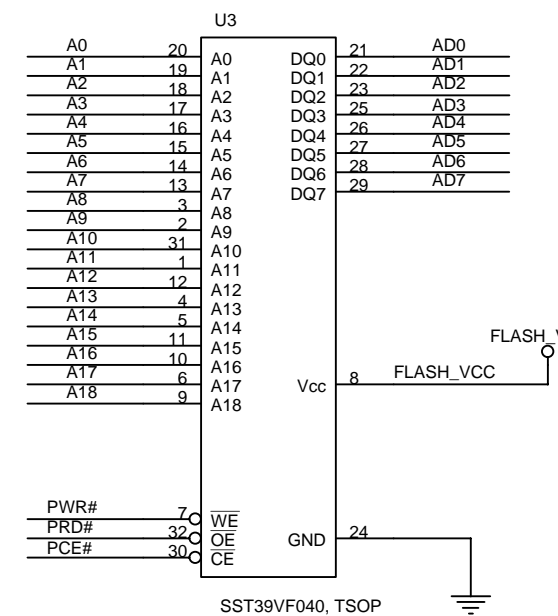 U3
A0 20 A0 DQ0 21 AD0
A1 19 A1 DQ1 22 AD1
A2 18 A2 DQ2 23 AD2
A3 17 A3 DQ3 25 AD3
A4 16 A4 DQ4 26 AD4
A5 15 A5 DQ5 27 AD5
A6 14 A6 DQ6 28 AD6
A7 13 A7 DQ7 29 AD7
A8 3 A8
A9 2 A9
A10 31 A10
A11 1 A11
A12 12 A12
A13 4 A13
A14 5 A14
A15 11 A15
FLASH_V
A16 10 A16
A17 6 A17 Vcc 8 FLASH_VCC
A18 9 A18
PWR# 7 WE
PRD# 32 OE GND 24
PCE# 30 CE
SST39VF040, TSOP